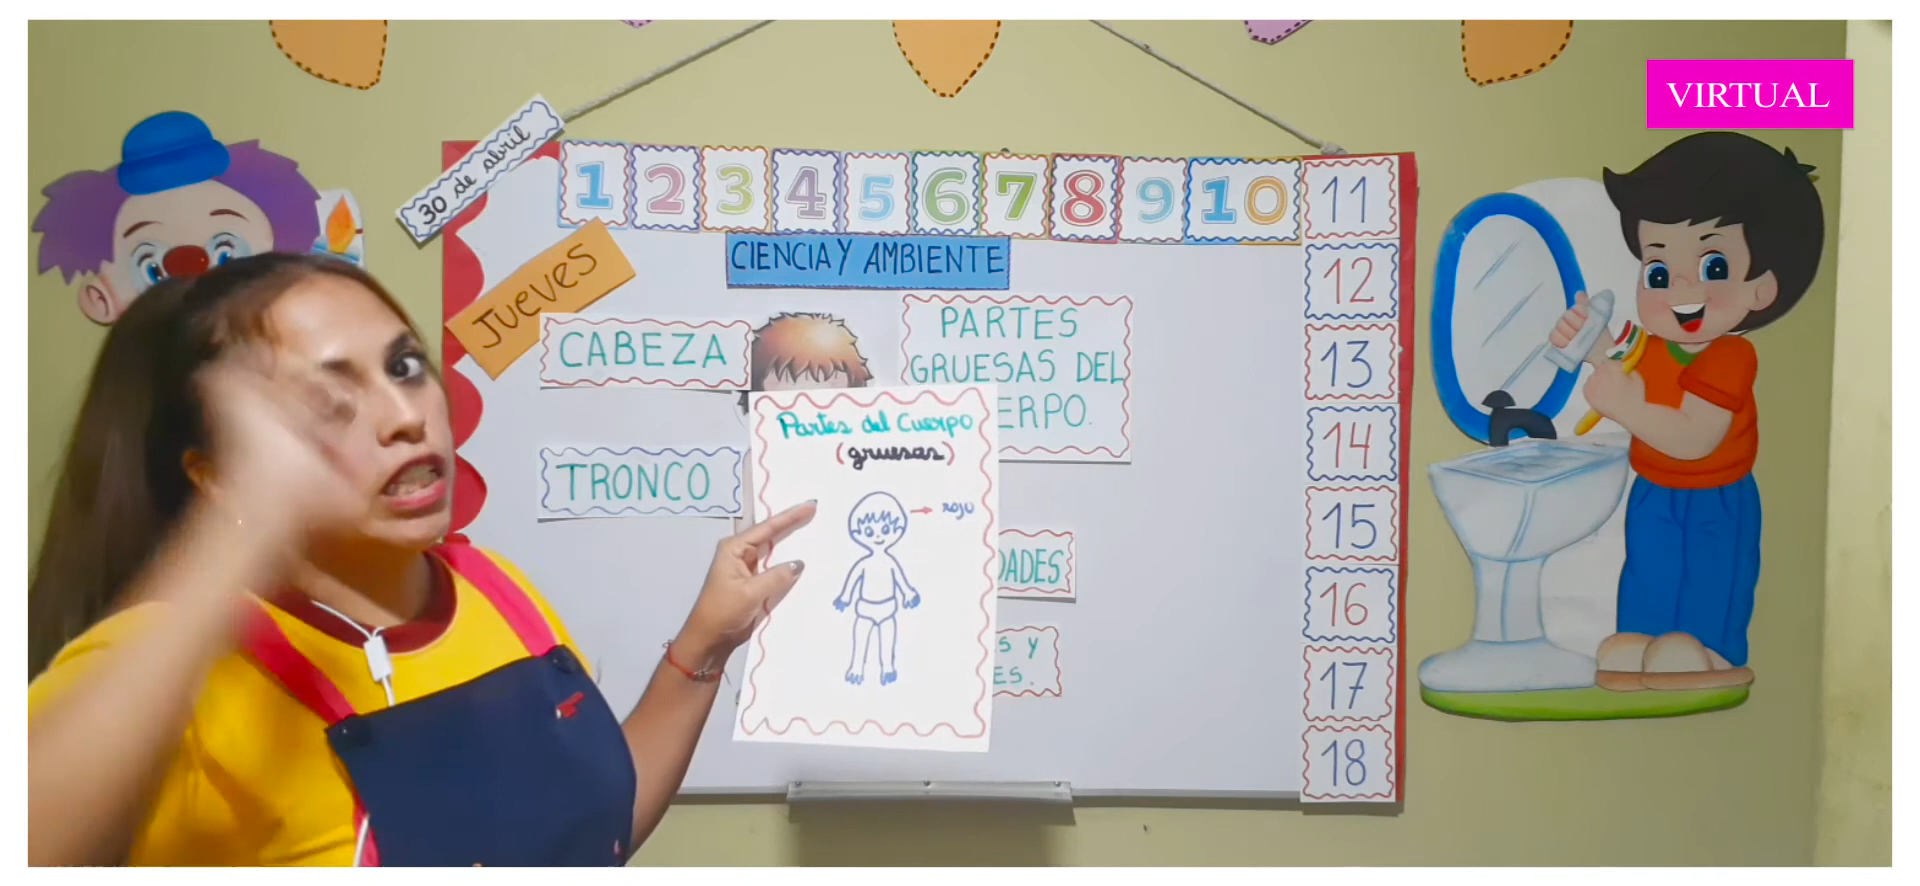 VIRTUAL
30 de abril
Jueves
1 2 3 4 5 6 7 8 9 10 11
12
13
14
15
16
17
18
CIENCIA Y AMBIENTE
CABEZA
TRONCO
PARTES
GRUESAS DEL
ERPO.
Partes del Cuerpo
(gruesas)
rojo
DADES
S Y
ES.